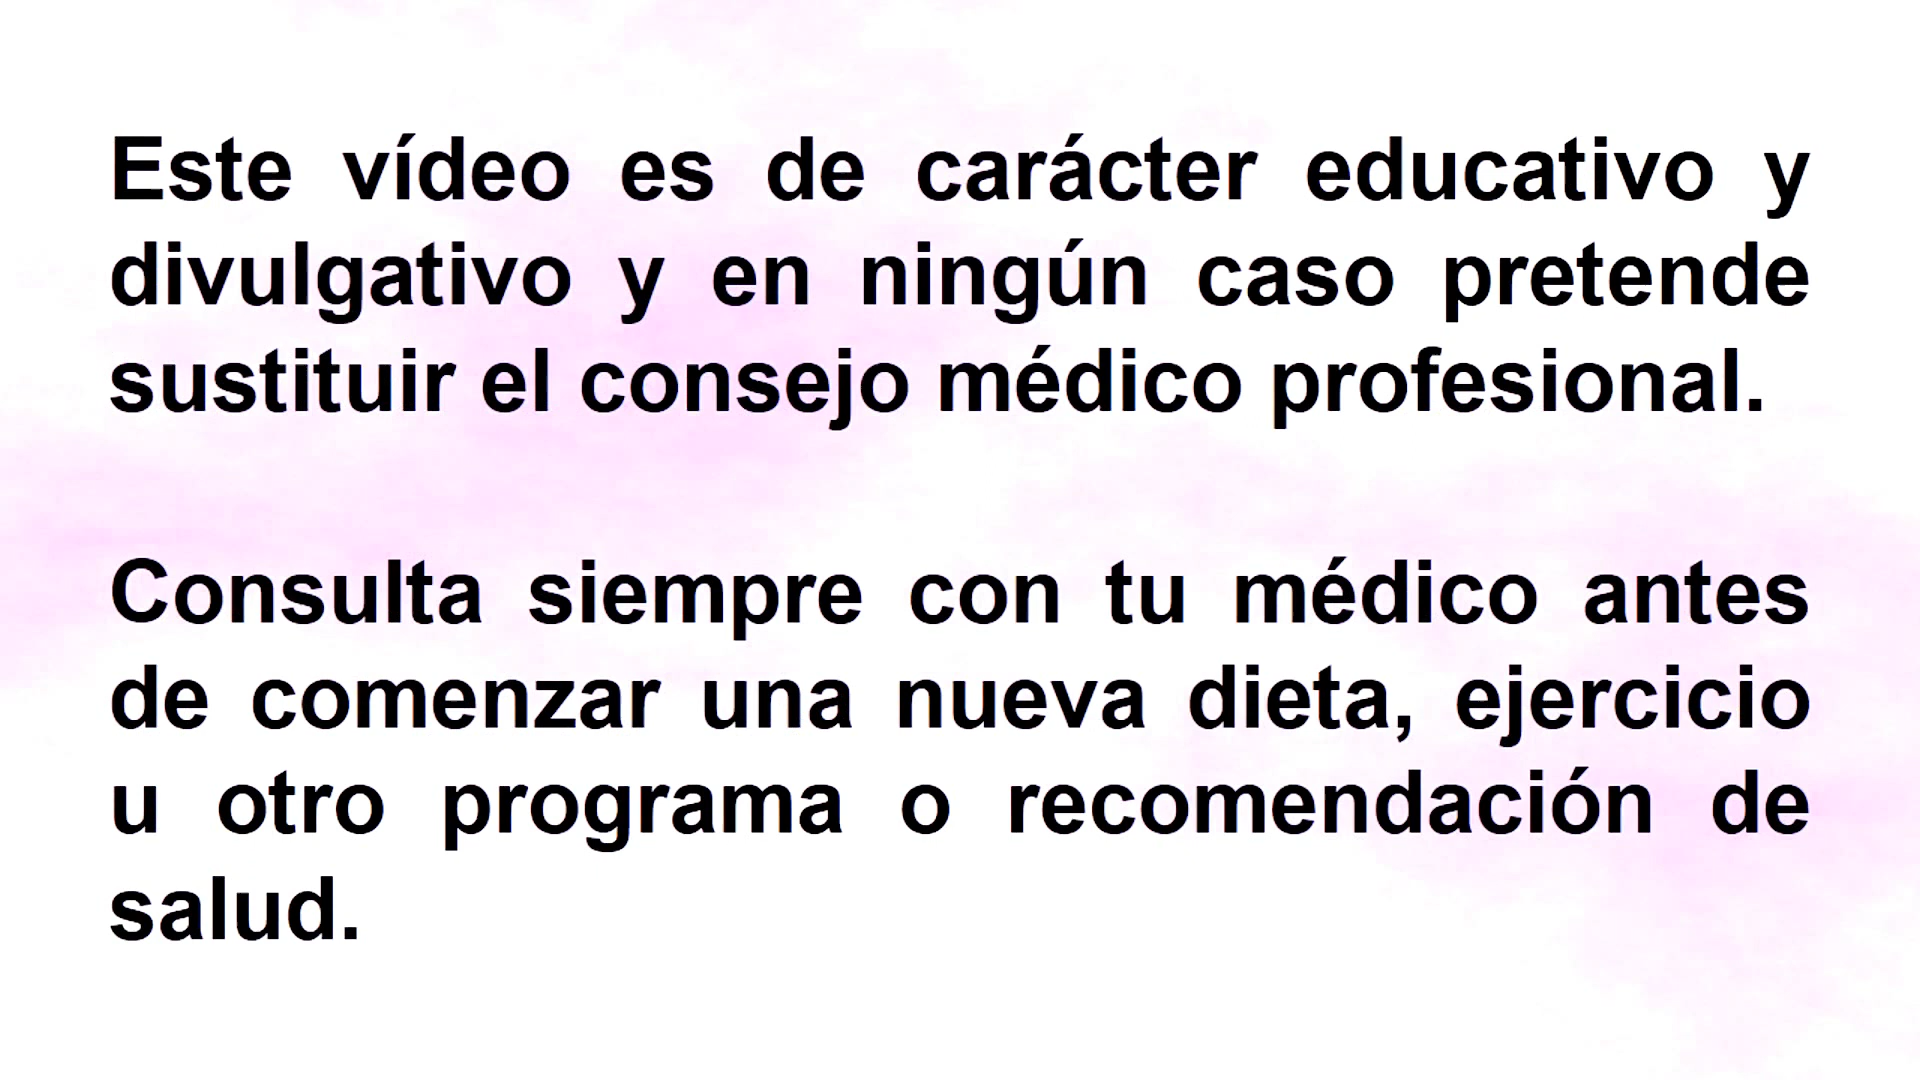 Este vídeo es de carácter educativo y
divulgativo y en ningún caso pretende
sustituir el consejo médico profesional.
Consulta siempre con tu médico antes
de comenzar una nueva dieta, ejercicio
u otro programa o recomendación de
salud.